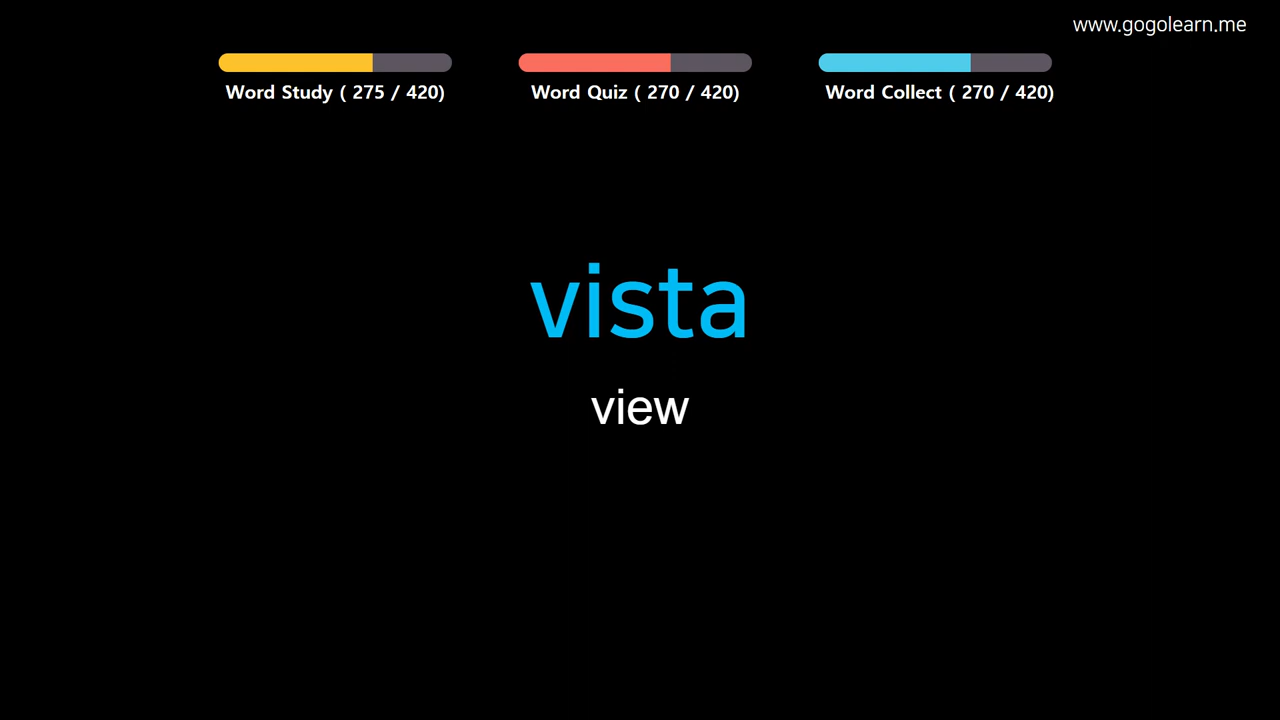 www.gogolearn.me
Word Study ( 275 / 420)
Word Quiz ( 270 / 420)
Word Collect ( 270 / 420)
vista
view